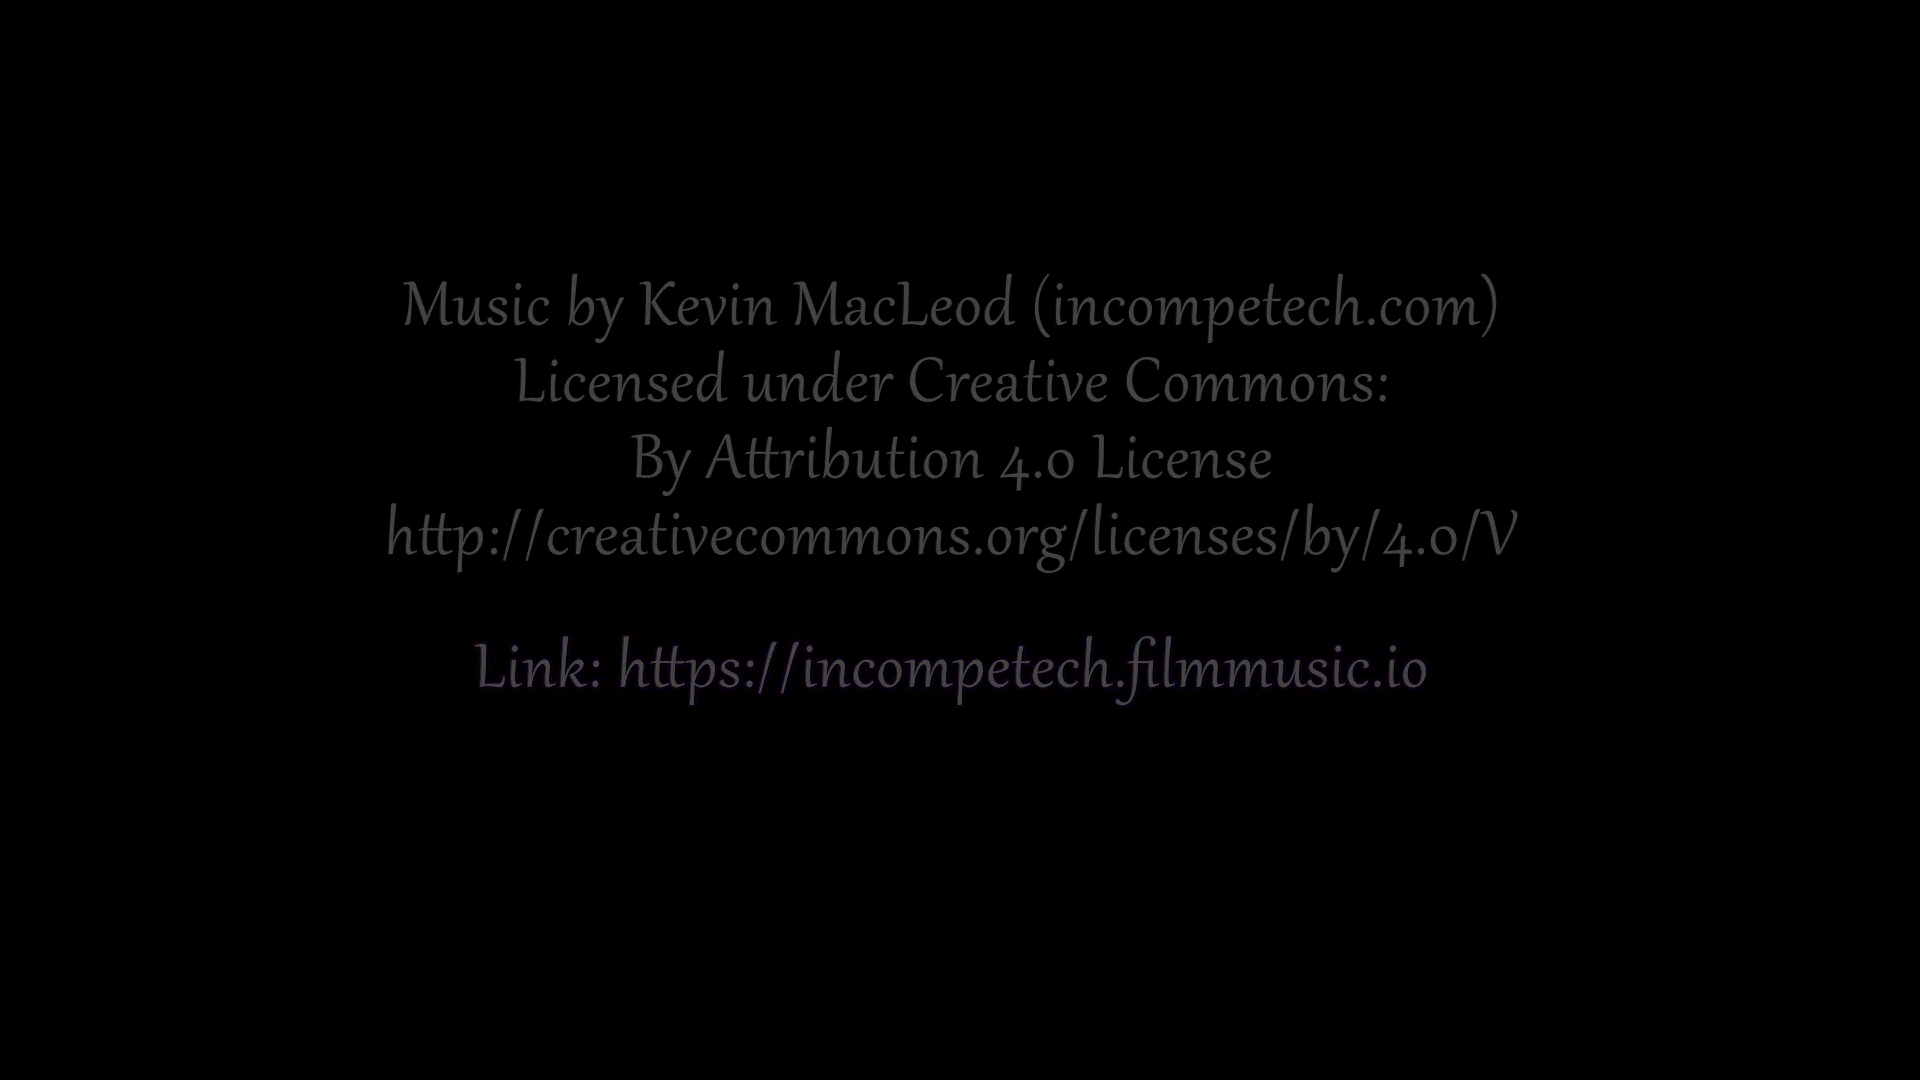 Music by Kevin MacLeod (incompetech.com)
Licensed under Creative Commons:
By Attribution 4.0 License
http://creativecommons.org/licenses/by/4.0/V
Link: https://incompetech.filmmusic.io